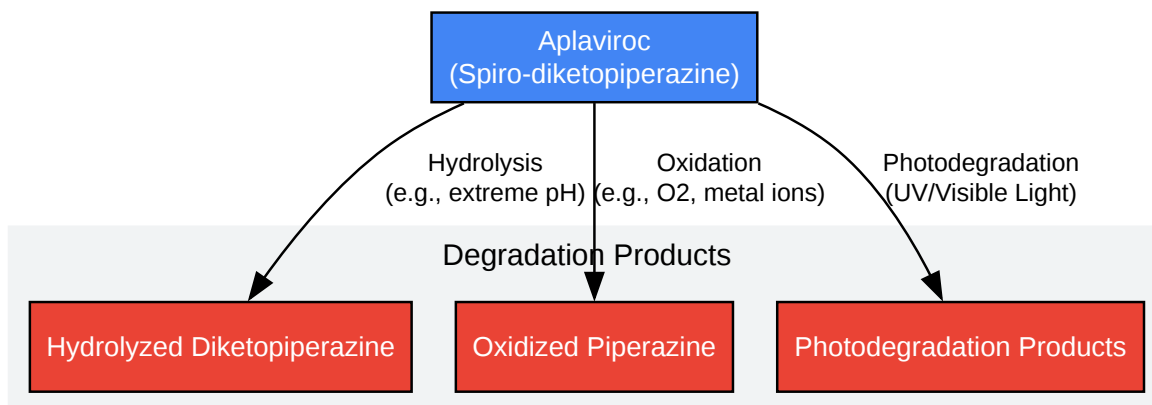 Aplaviroc
(Spiro-diketopiperazine)
Hydrolysis
(e.g., extreme pH)
Oxidation
(e.g., O2, metal ions)
Photodegradation
(UV/Visible Light)
Degradation Products
Hydrolyzed Diketopiperazine
Oxidized Piperazine
Photodegradation Products